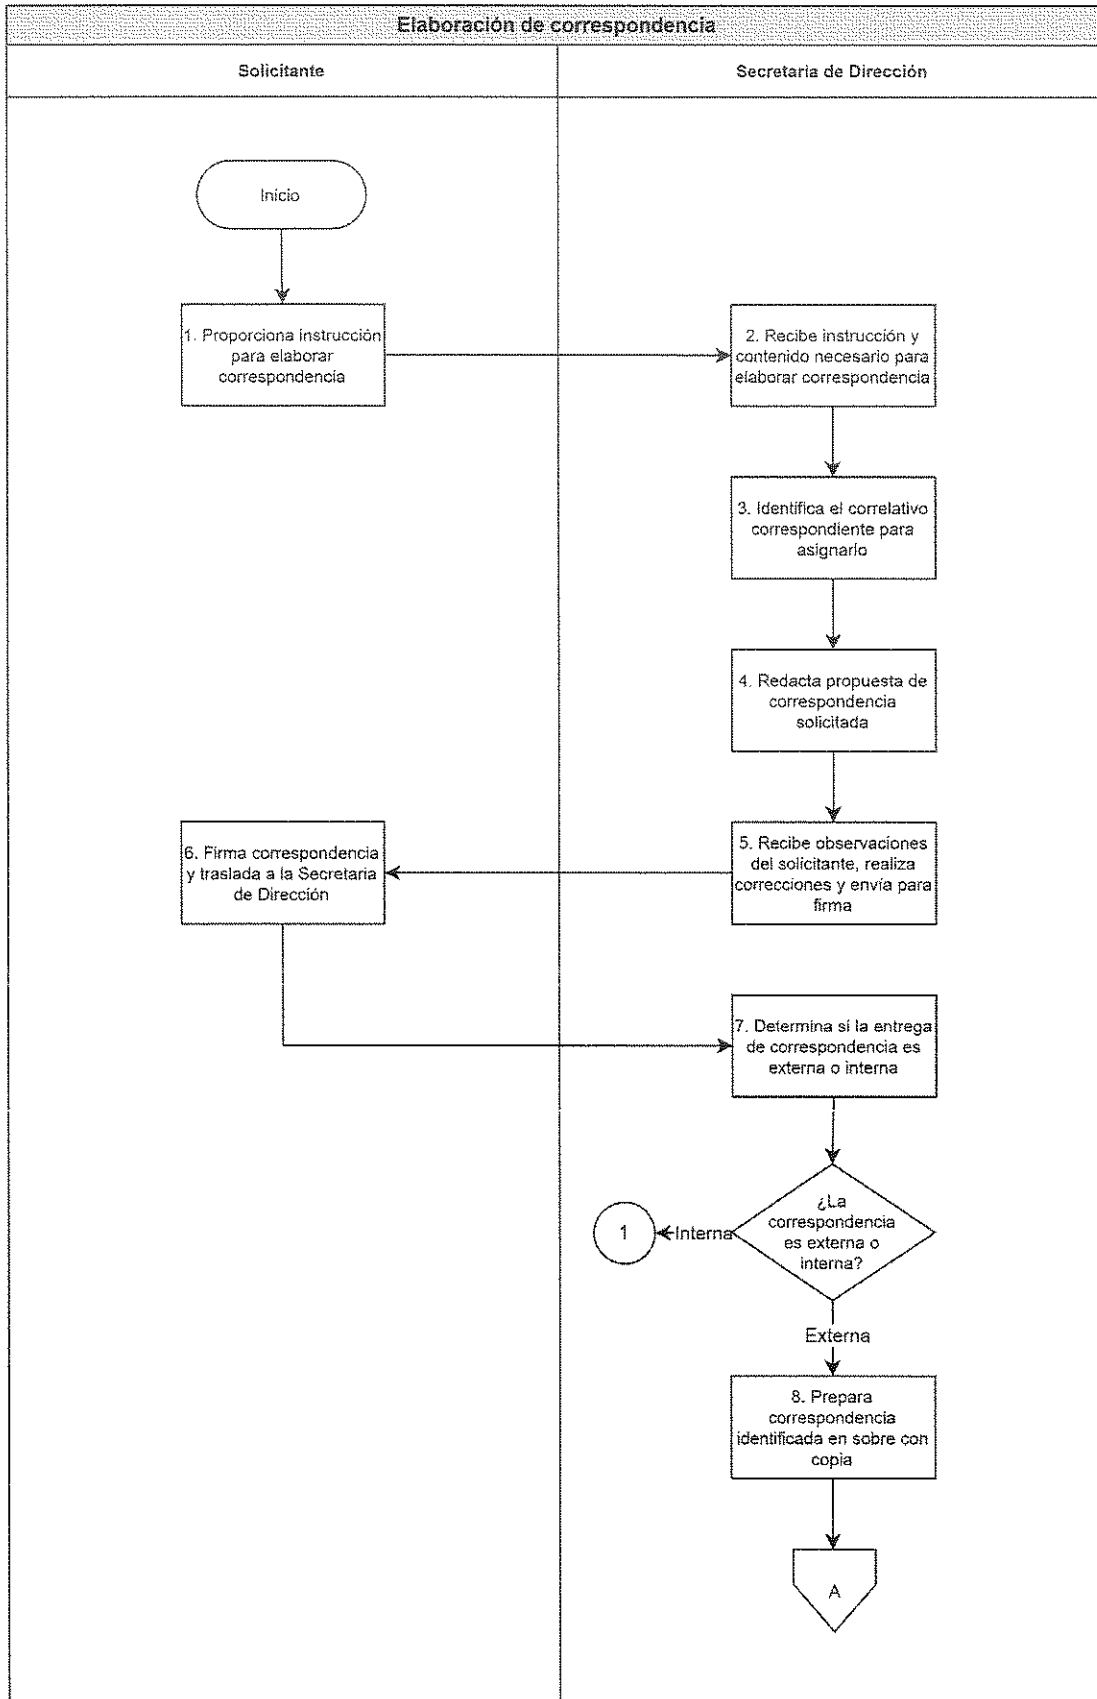 Elaboración de correspondencia
Solicitante
Secretaria de Dirección
Inicio
1. Proporciona instrucción
para elaborar
correspondencia
2. Recibe instrucción y
contenido necesario para
elaborar correspondencia
3. Identifica el correlativo
correspondiente para
asignarlo
4. Redacta propuesta de
correspondencia
solicitada
5. Recibe observaciones
del solicitante, realiza
correcciones y envía para
firma
6. Firma correspondencia
y traslada a la Secretaria
de Dirección
7. Determina si la entrega
de correspondencia es
externa o interna
¿La
correspondencia
es externa o
interna?
Interna
1
Externa
8. Prepara
correspondencia
identificada en sobre con
copia
A